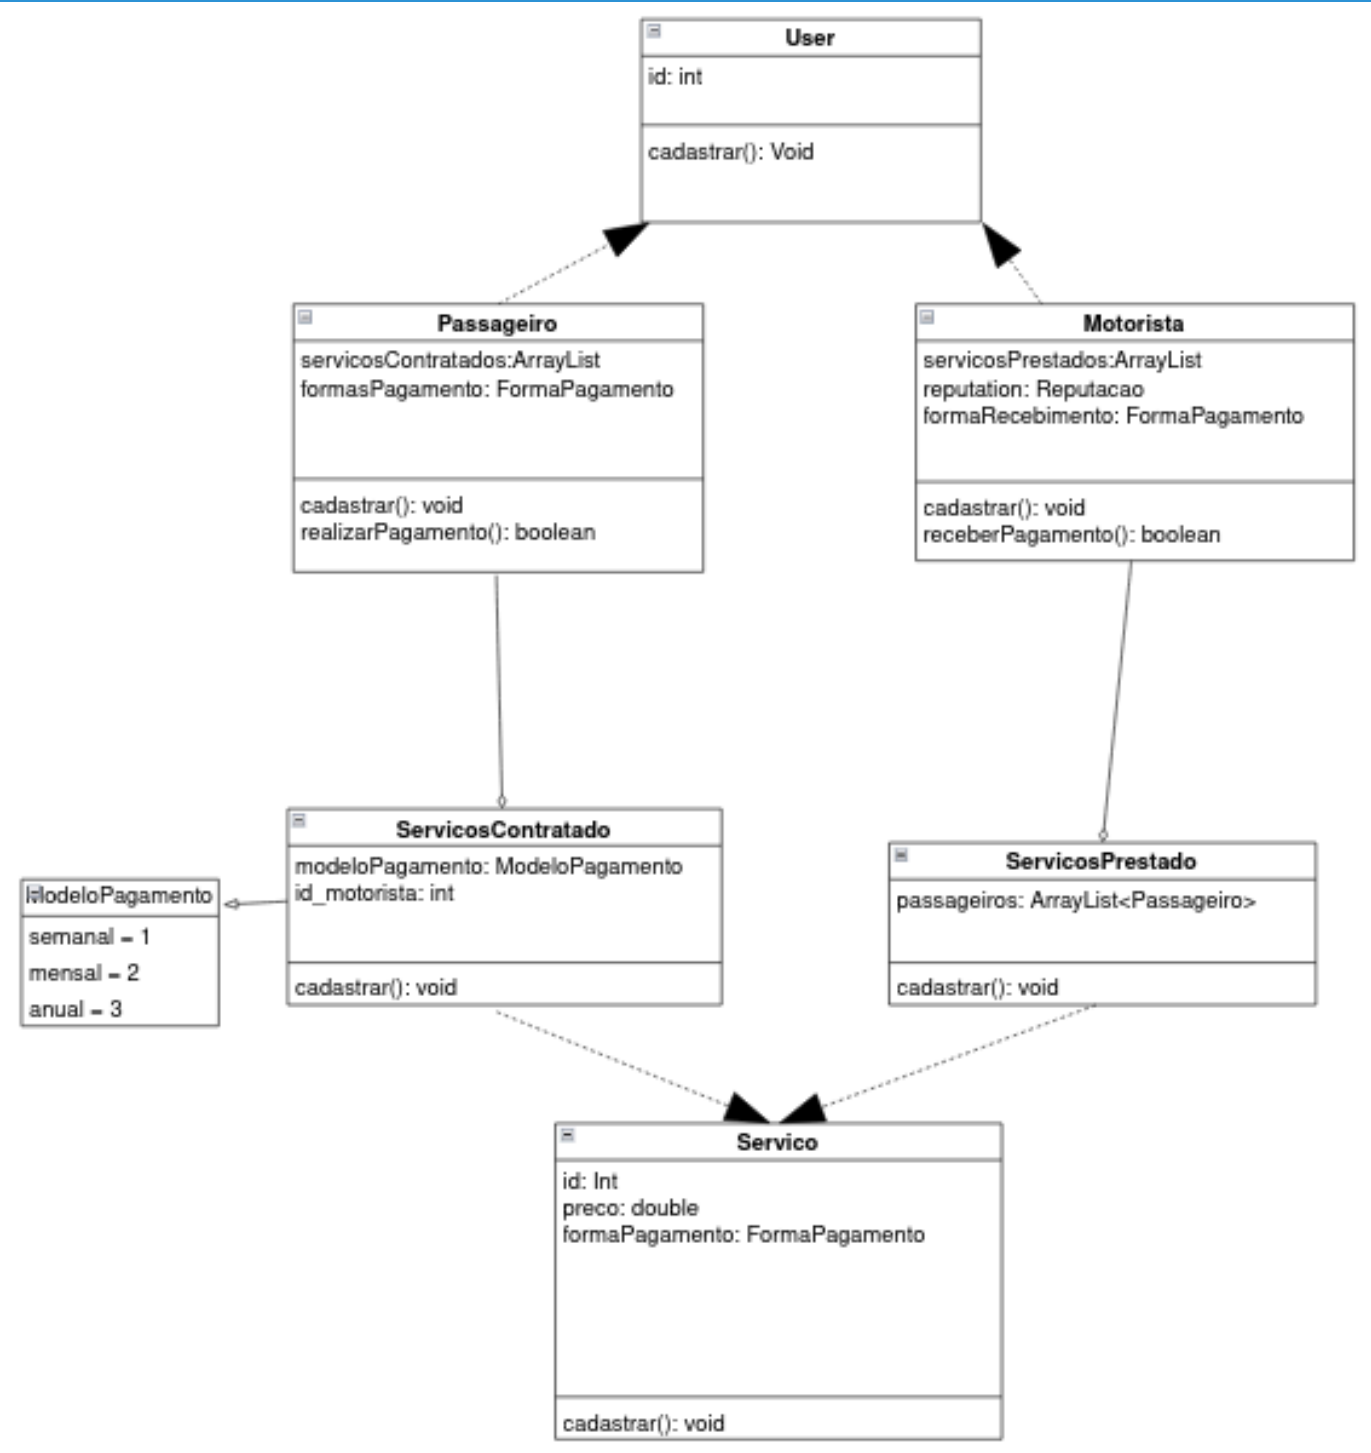 User
id: int
cadastrar(): Void
Passageiro
servicosContratados:ArrayList
formasPagamento: FormaPagamento
cadastrar(): void
realizarPagamento(): boolean
Motorista
servicosPrestados:ArrayList
reputation: Reputacao
formaRecebimento: FormaPagamento
cadastrar(): void
receberPagamento(): boolean
ModeloPagamento
semanal = 1
mensal = 2
anual = 3
ServicosContratado
modeloPagamento: ModeloPagamento
id_motorista: int
cadastrar(): void
ServicosPrestado
passageiros: ArrayList<Passageiro>
cadastrar(): void
Servico
id: Int
preco: double
formaPagamento: FormaPagamento
cadastrar(): void